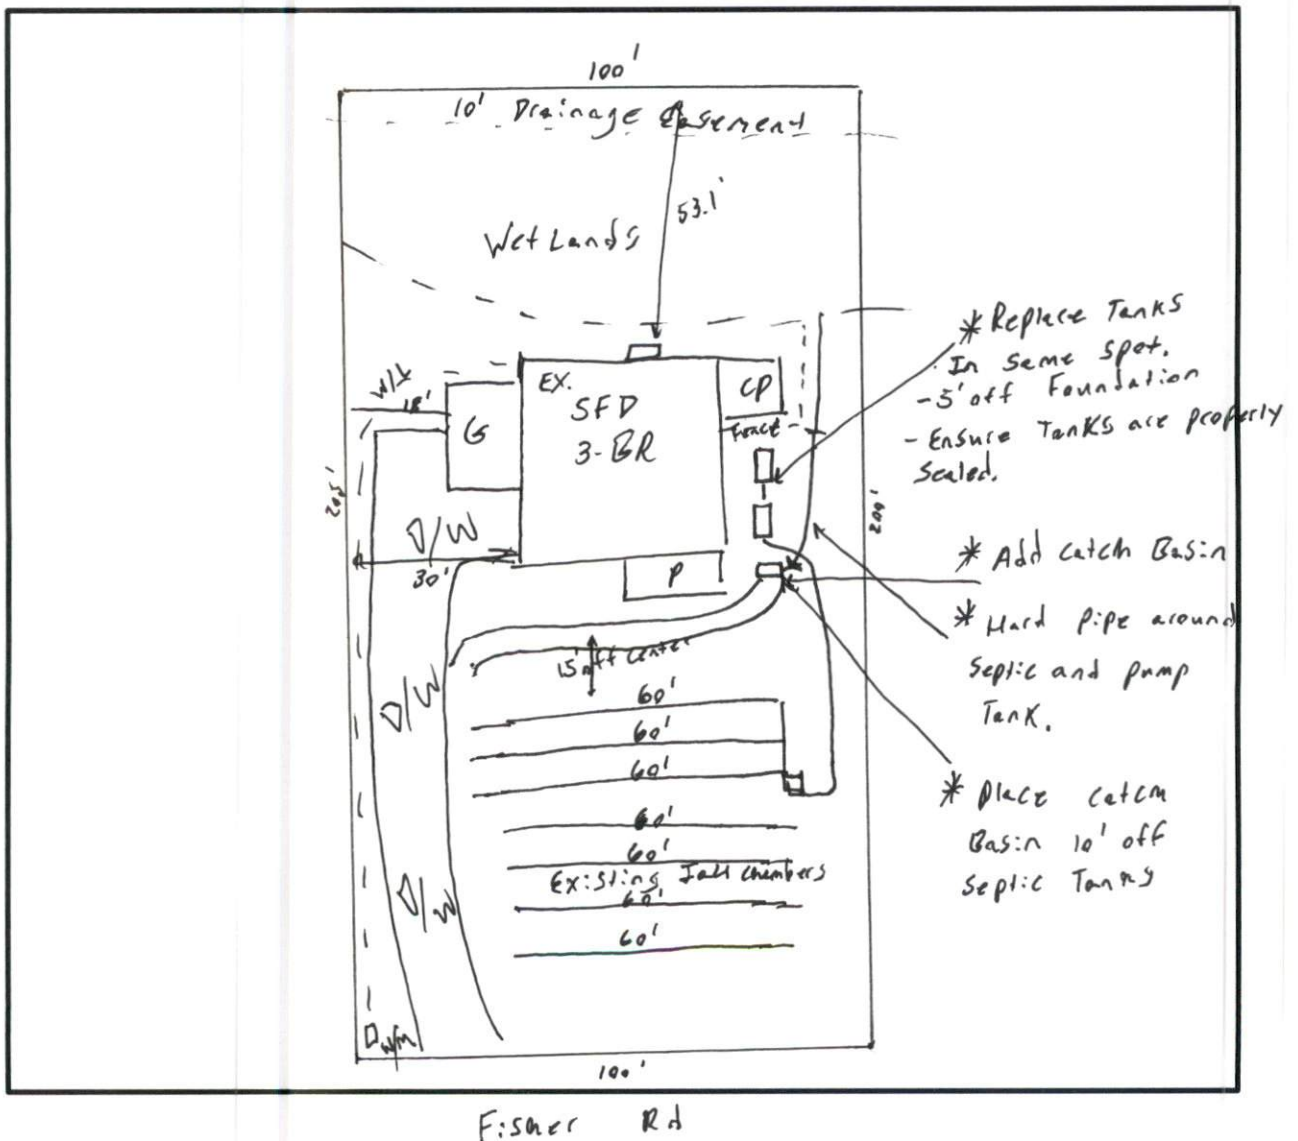 100'
10' Drainage Easement
53.1'
WetLands
* Replace Tanks
In Same Spot.
-5' off Foundation
- Ensure Tanks are properly
Sealed.
W/X
18'
G
EX.
SFD
3-BR
CP
Fence
205'
200'
D/W
30'
P
* Add Catch Basin
* Hard Pipe around
Septic and pump
Tank.
15' off center
D/W
60'
60'
60'
60'
60'
Existing Infl Chambers
60'
60'
* Place Catch
Basin 10' off
Septic Tanks
D/W
W/M
100'
Fisher Rd